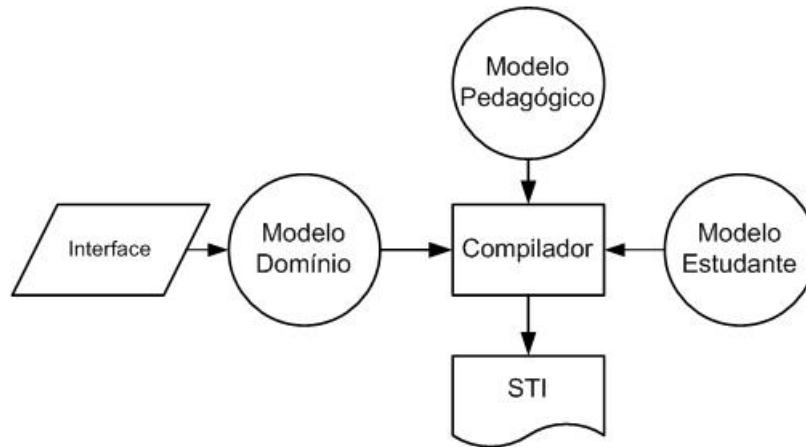 Modelo
Pedagógico
Interface
Modelo
Domínio
Compilador
Modelo
Estudante
STI